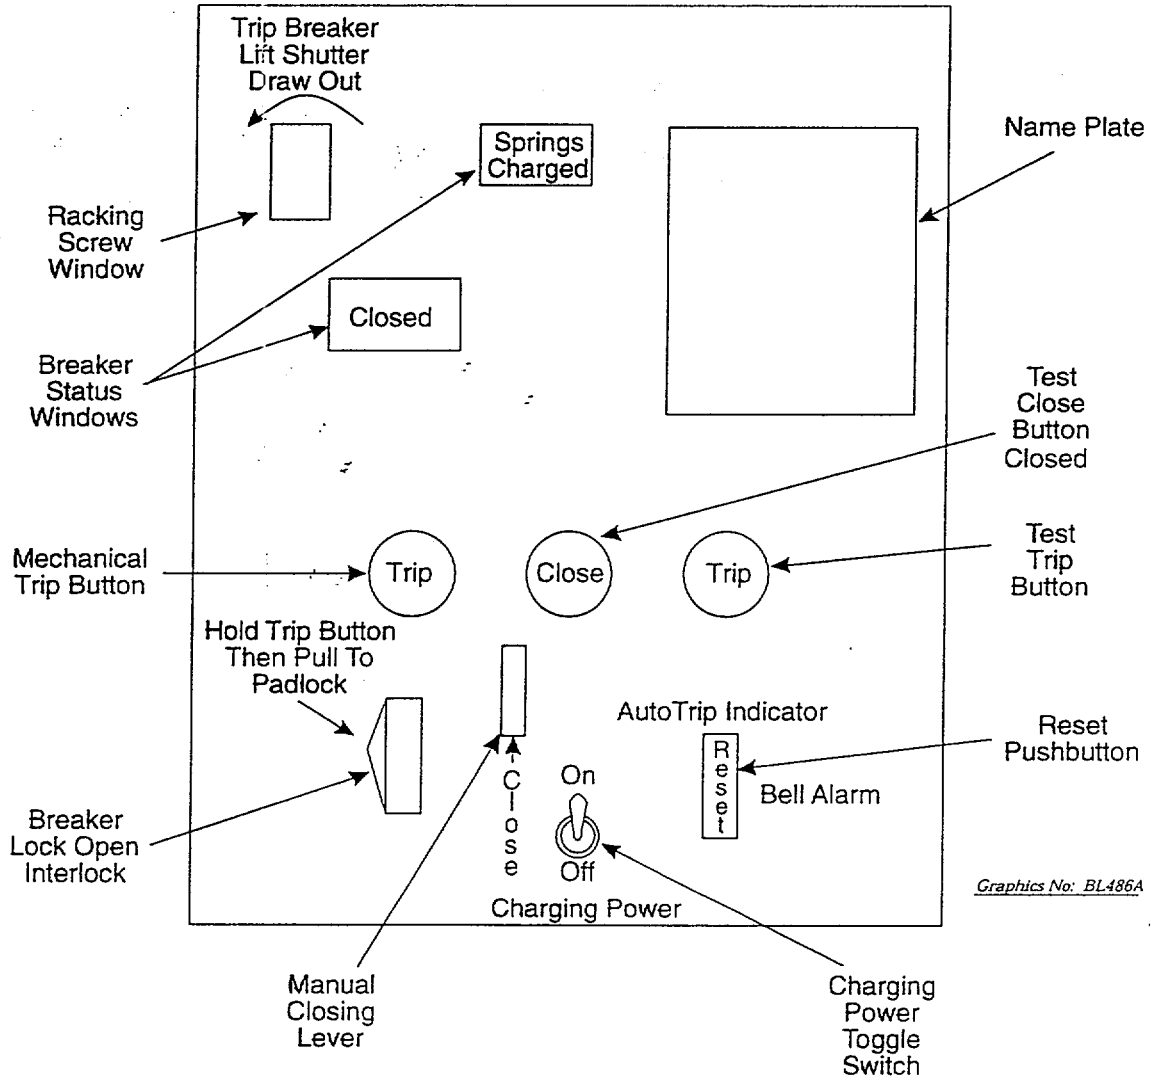 Trip Breaker
Lift Shutter
Draw Out
Springs
Charged
Name Plate
Racking
Screw
Window
Closed
Breaker
Status
Windows
Test
Close
Button
Closed
Mechanical
Trip Button
Trip
Close
Trip
Test
Trip
Button
Hold Trip Button
Then Pull To
Padlock
AutoTrip Indicator
Reset
Bell Alarm
Reset
Pushbutton
Close
On
Off
Charging Power
Breaker
Lock Open
Interlock
Graphics No: BL486A
Manual
Closing
Lever
Charging
Power
Toggle
Switch